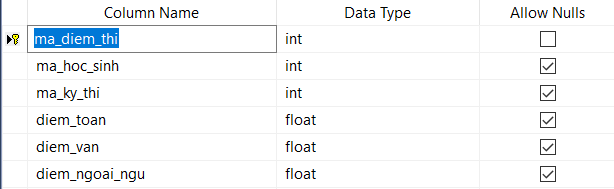 Column Name Data Type Allow Nulls
ma_diem_thi int
ma_hoc_sinh int
ma_ky_thi int
diem_toan float
diem_van float
diem_ngoai_ngu float